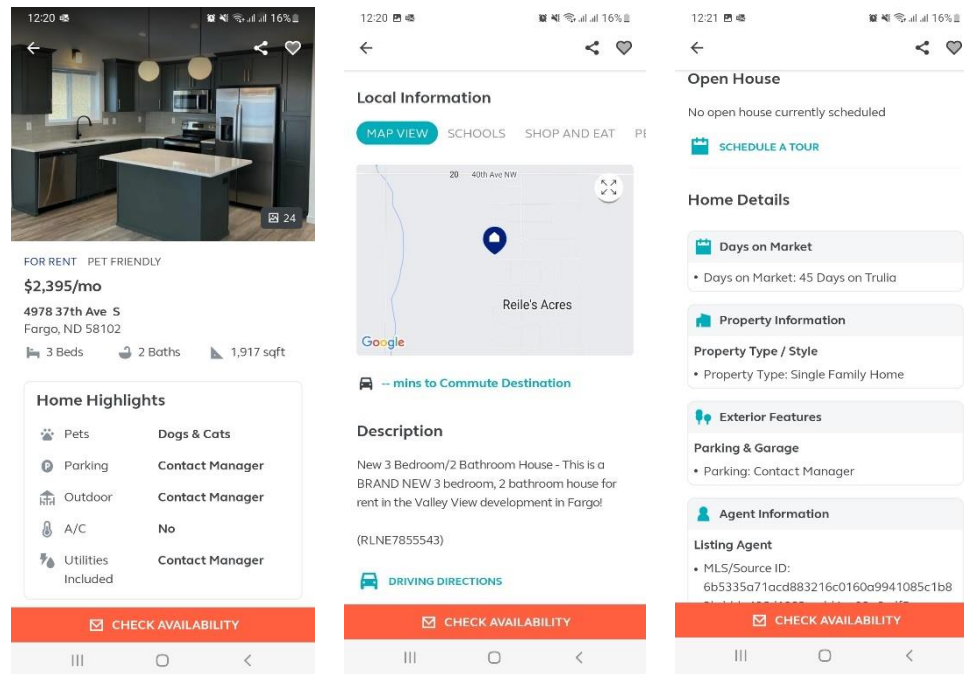 12:20
16%
24
FOR RENT PET FRIENDLY
$2,395/mo
4978 37th Ave S
Fargo, ND 58102
3 Beds 2 Baths 1,917 sqft
Home Highlights
Pets Dogs & Cats
P Parking Contact Manager
Outdoor Contact Manager
A/C No
Utilities Contact Manager
Included
CHECK AVAILABILITY
12:20
16%
Local Information
MAP VIEW SCHOOLS SHOP AND EAT PE
20 40th Ave NW
Reile's Acres
Google
-- mins to Commute Destination
Description
New 3 Bedroom/2 Bathroom House - This is a
BRAND NEW 3 bedroom, 2 bathroom house for
rent in the Valley View development in Fargo!
(RLNE7855543)
DRIVING DIRECTIONS
CHECK AVAILABILITY
12:21
16%
Open House
No open house currently scheduled
SCHEDULE A TOUR
Home Details
Days on Market
• Days on Market: 45 Days on Trulia
Property Information
Property Type / Style
• Property Type: Single Family Home
Exterior Features
Parking & Garage
• Parking: Contact Manager
Agent Information
Listing Agent
• MLS/Source ID:
6b5335a71acd883216c0160a9941085c1b8
CHECK AVAILABILITY